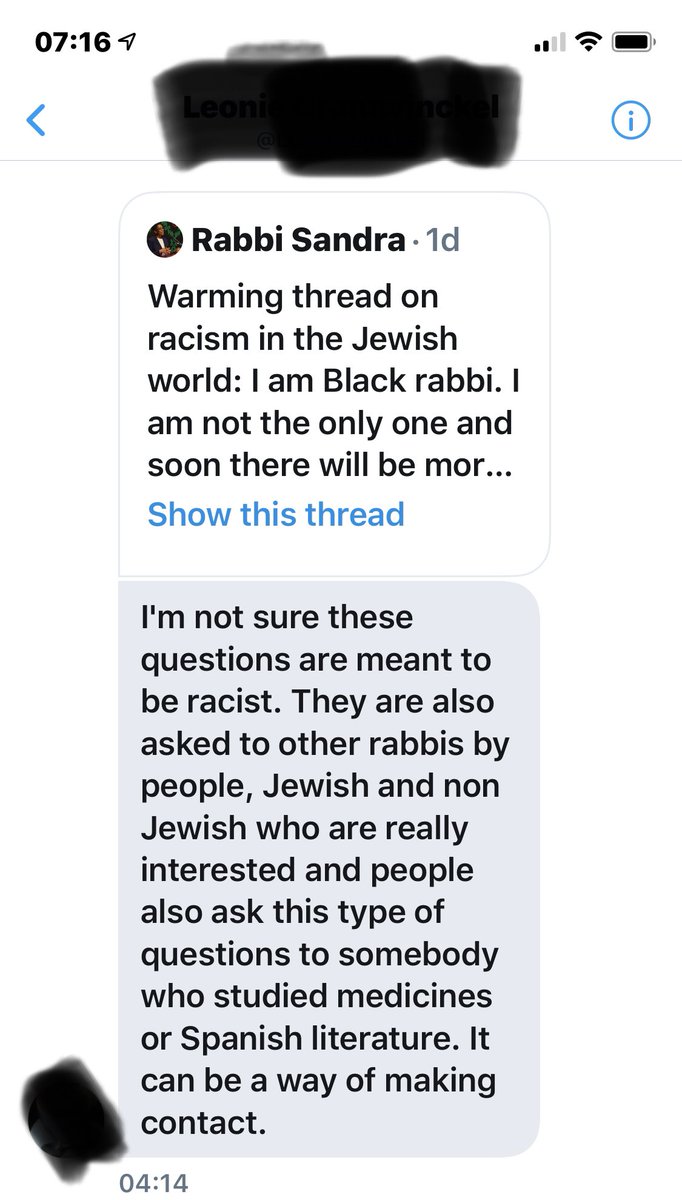 07:16
Rabbi Sandra · 1d
Warming thread on
racism in the Jewish
world: I am Black rabbi. I
am not the only one and
soon there will be mor...
Show this thread
I'm not sure these
questions are meant to
be racist. They are also
asked to other rabbis by
people, Jewish and non
Jewish who are really
interested and people
also ask this type of
questions to somebody
who studied medicines
or Spanish literature. It
can be a way of making
contact.
04:14